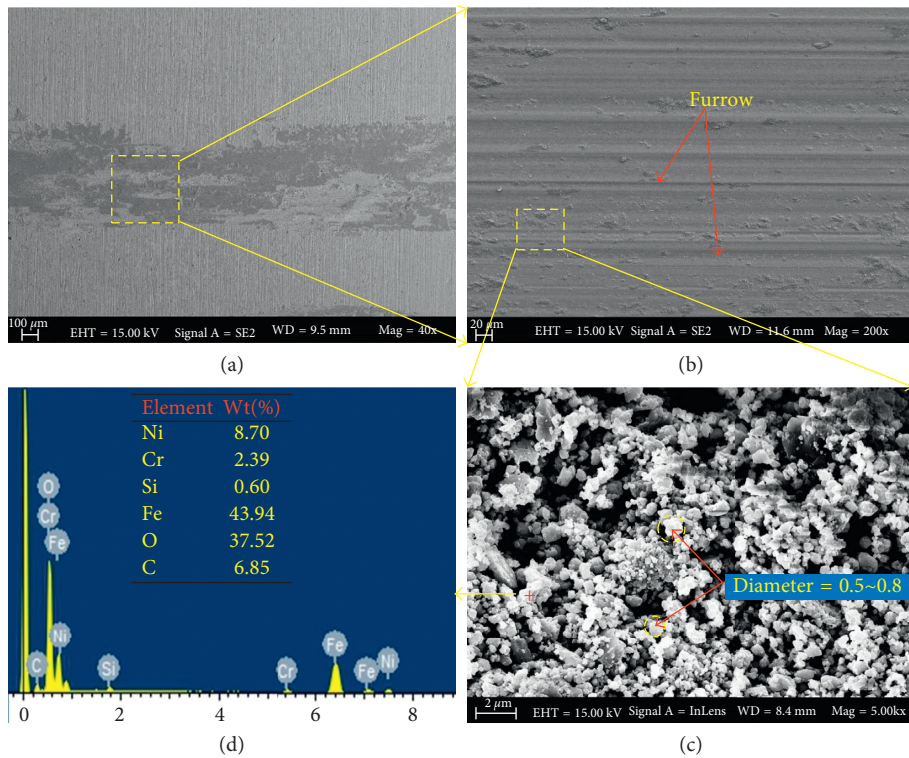 Furrow
100 μm
EHT = 15.00 kV Signal A = SE2 WD = 9.5 mm Mag = 40x
20 μm
EHT = 15.00 kV Signal A = SE2 WD = 11.6 mm Mag = 200x
(a)
(b)
Element Wt(%)
Ni 8.70
Cr 2.39
Si 0.60
Fe 43.94
O 37.52
C 6.85
O
Cr
Fe
C
Ni
Si
Cr
Fe
Fe
Ni
0 2 4 6 8
Diameter = 0.5~0.8
2 μm
EHT = 15.00 kV Signal A = InLens WD = 8.4 mm Mag = 5.00kx
(d)
(c)